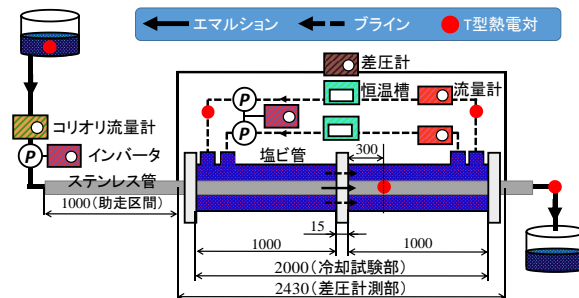 エマルション ブライン T型熱電対
差圧計
恒温槽 流量計
P
P
コリオリ流量計
P インバータ
塩ビ管 300
ステンレス管
1000(助走区間)
15
1000 1000
2000(冷却試験部)
2430(差圧計測部)